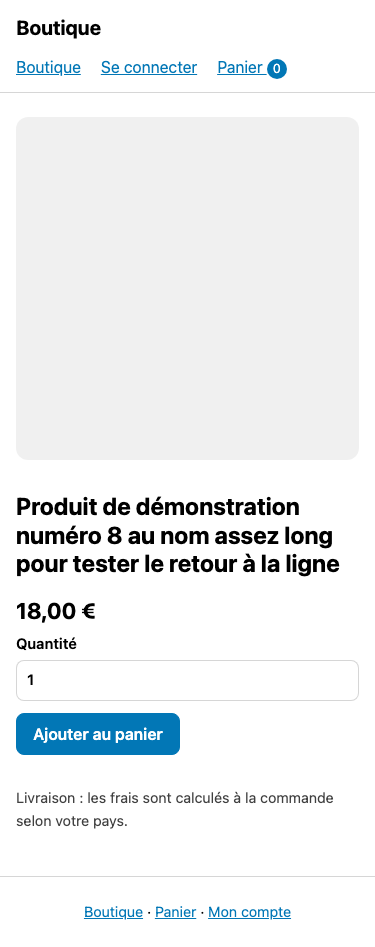 Boutique
Boutique Se connecter Panier 0
Produit de démonstration
numéro 8 au nom assez long
pour tester le retour à la ligne
18,00 €
Quantité
1
Ajouter au panier
Livraison : les frais sont calculés à la commande
selon votre pays.
Boutique · Panier · Mon compte